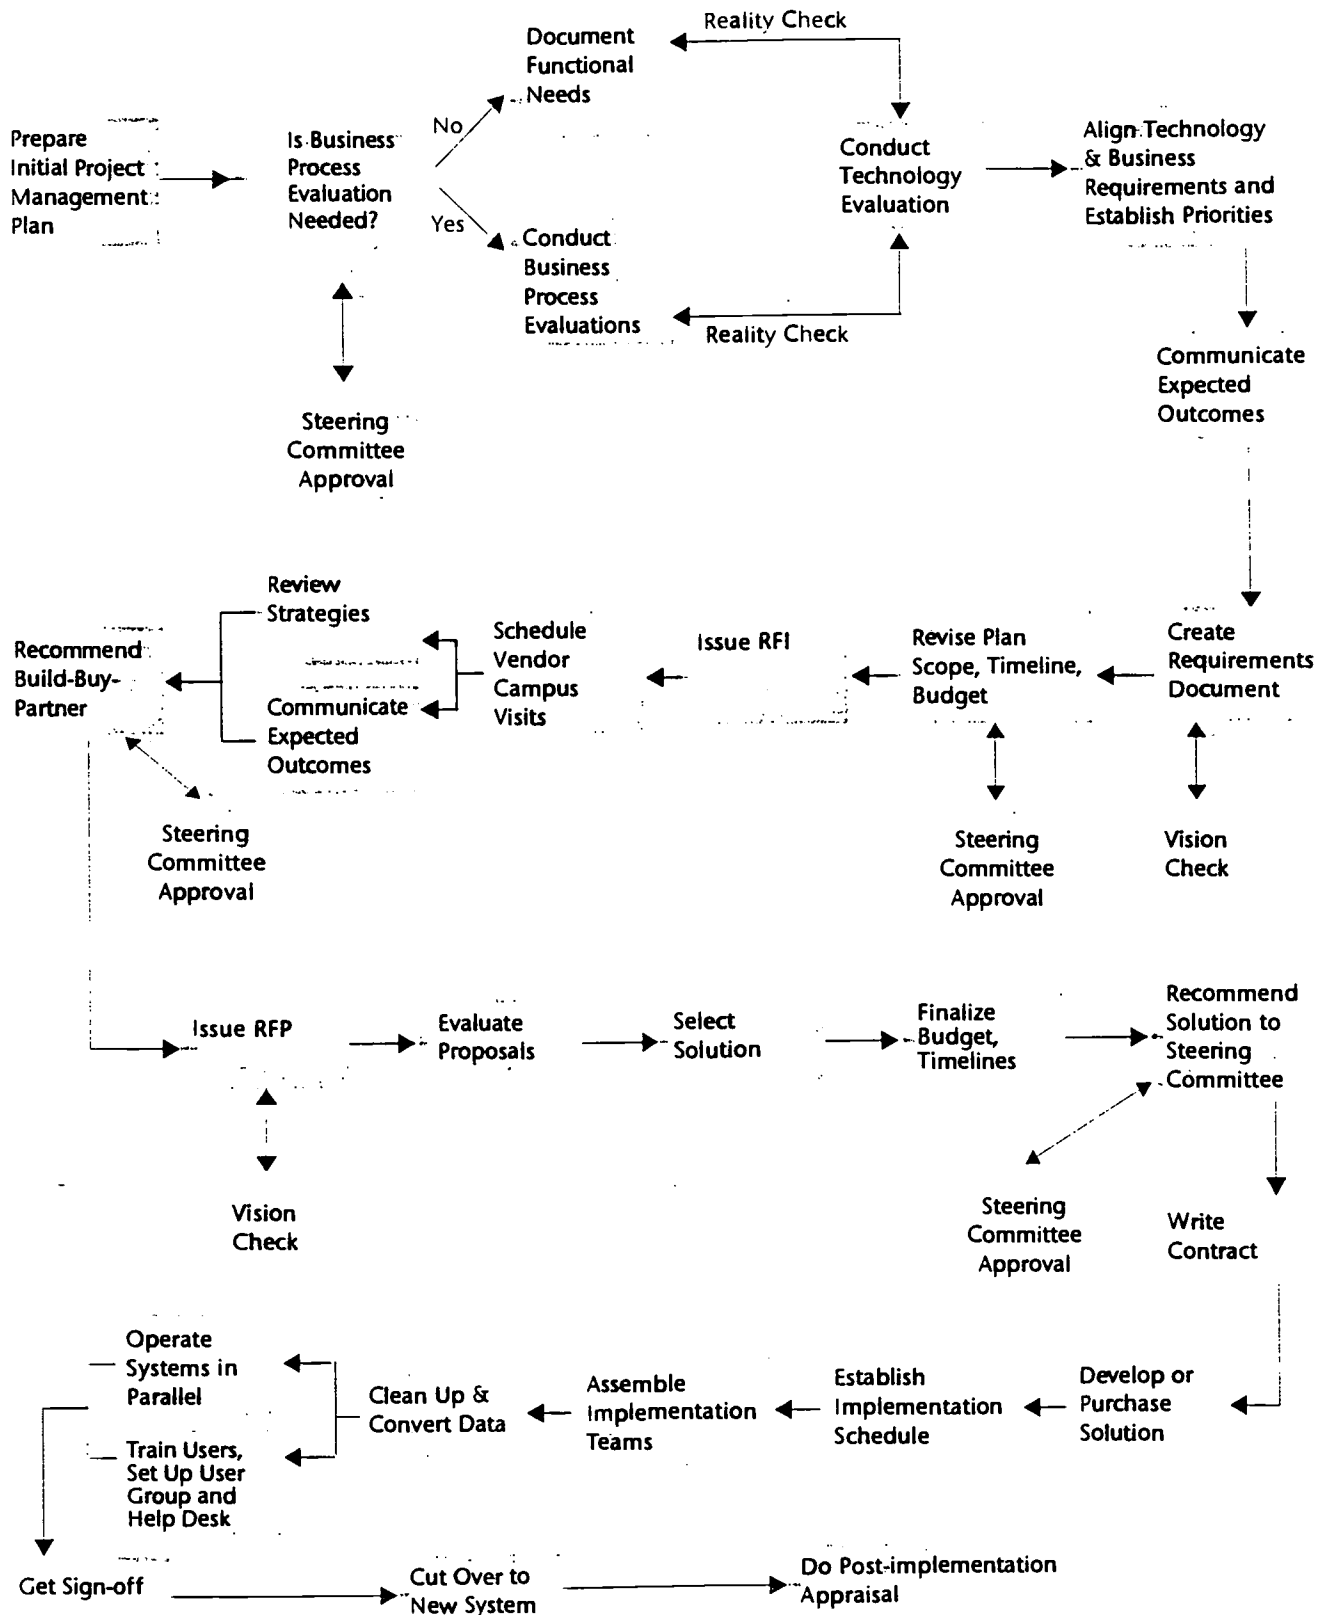 Reality Check
Document
Functional
Needs
No
Prepare
Initial Project
Management
Plan
Is Business
Process
Evaluation
Needed?
Yes
Conduct
Business
Process
Evaluations
Reality Check
Conduct
Technology
Evaluation
Align Technology
& Business
Requirements and
Establish Priorities
Communicate
Expected
Outcomes
Steering
Committee
Approval
Create
Requirements
Document
Vision
Check
Revise Plan
Scope, Timeline,
Budget
Steering
Committee
Approval
Issue RFI
Schedule
Vendor
Campus
Visits
Review
Strategies
Communicate
Expected
Outcomes
Recommend
Build-Buy-
Partner
Steering
Committee
Approval
Issue RFP
Vision
Check
Evaluate
Proposals
Select
Solution
Finalize
Budget,
Timelines
Recommend
Solution to
Steering
Committee
Steering
Committee
Approval
Write
Contract
Develop or
Purchase
Solution
Establish
Implementation
Schedule
Assemble
Implementation
Teams
Clean Up &
Convert Data
Operate
Systems in
Parallel
Train Users,
Set Up User
Group and
Help Desk
Get Sign-off
Cut Over to
New System
Do Post-implementation
Appraisal